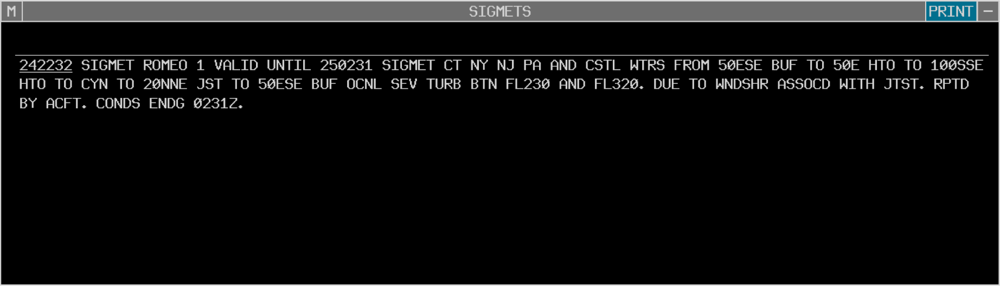 M SIGMETS PRINT –
242232 SIGMET ROMEO 1 VALID UNTIL 250231 SIGMET CT NY NJ PA AND CSTL WTRS FROM 50ESE BUF TO 50E HTO TO 100SSE
HTO TO CYN TO 20NNE JST TO 50ESE BUF OCNL SEV TURB BTN FL230 AND FL320. DUE TO WNDSHR ASSOCD WITH JTST. RPTD
BY ACFT. CONDS ENDG 0231Z.